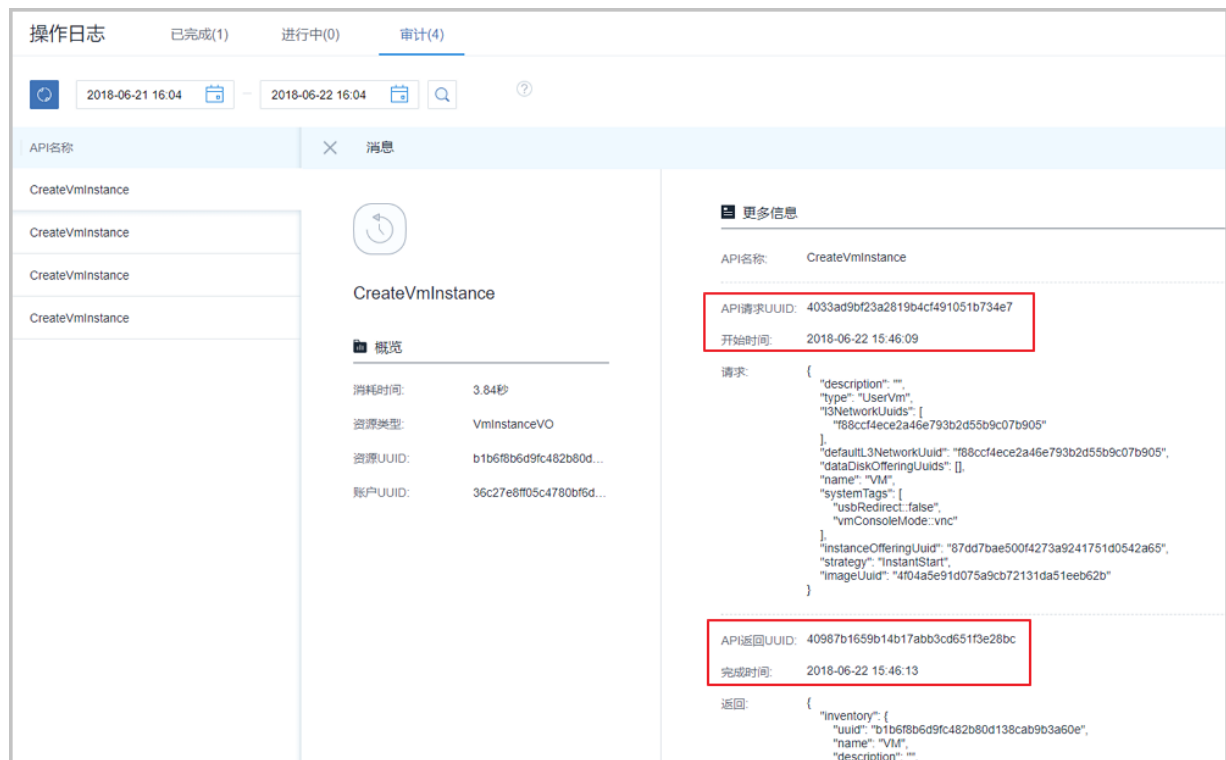 操作日志 已完成(1) 进行中(0) 审计(4)
2018-06-21 16:04 – 2018-06-22 16:04 ?
API名称
CreateVmInstance
CreateVmInstance
CreateVmInstance
CreateVmInstance
消息
CreateVmInstance
概览
消耗时间: 3.84秒
资源类型: VmInstanceVO
资源UUID: b1b6f8b6d9fc482b80d...
账户UUID: 36c27e8ff05c4780bf6d...
更多信息
API名称: CreateVmInstance
API请求UUID: 4033ad9bf23a2819b4cf491051b734e7
开始时间: 2018-06-22 15:46:09
请求: {
"description": "",
"type": "UserVm",
"l3NetworkUuids": [
"f88ccf4ece2a46e793b2d55b9c07b905"
],
"defaultL3NetworkUuid": "f88ccf4ece2a46e793b2d55b9c07b905",
"dataDiskOfferingUuids": [],
"name": "VM",
"systemTags": [
"usbRedirect::false",
"vmConsoleMode::vnc"
],
"instanceOfferingUuid": "87dd7bae500f4273a9241751d0542a65",
"strategy": "InstantStart",
"imageUuid": "4f04a5e91d075a9cb72131da51eeb62b"
}
API返回UUID: 40987b1659b14b17abb3cd651f3e28bc
完成时间: 2018-06-22 15:46:13
返回: {
"inventory": {
"uuid": "b1b6f8b6d9fc482b80d138cab9b3a60e",
"name": "VM",
"description": ""